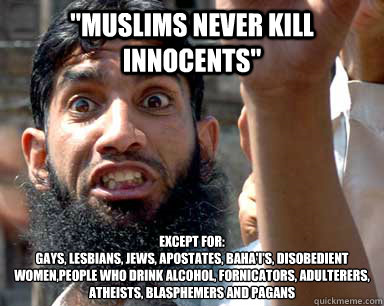 "MUSLIMS NEVER KILL
INNOCENTS"
EXCEPT FOR:
GAYS, LESBIANS, JEWS, APOSTATES, BAHA'I'S, DISOBEDIENT
WOMEN,PEOPLE WHO DRINK ALCOHOL, FORNICATORS, ADULTERERS,
ATHEISTS, BLASPHEMERS AND PAGANS
quickmeme.com